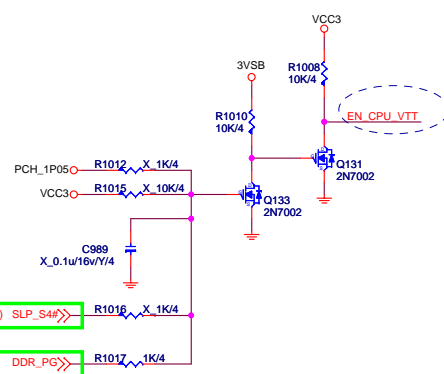 VCC3
R1008
10K/4
3VSB
R1010
10K/4
EN_CPU_VTT
PCH_1P05
R1012 X_1K/4
Q131
2N7002
VCC3
R1015 X_10K/4
Q133
2N7002
C989
X_0.1u/16v/Y/4
) SLP_S4#
R1016 X_1K/4
DDR_PG
R1017 1K/4